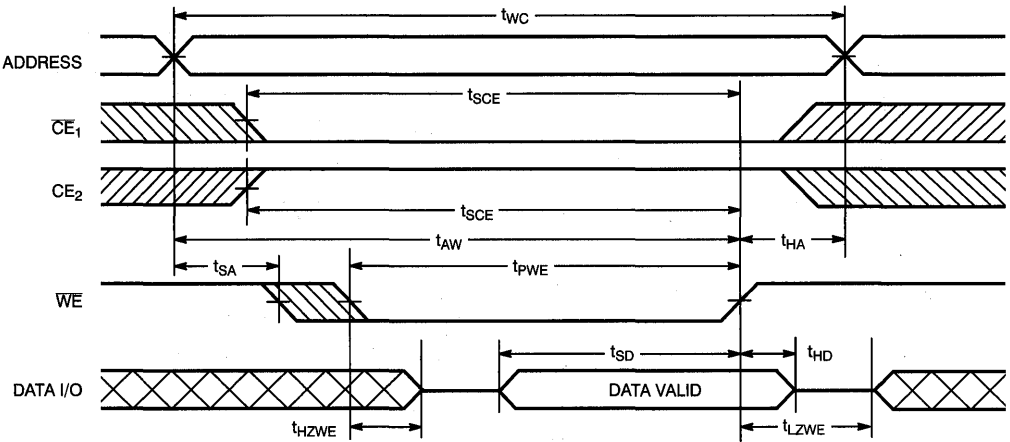 tWC
ADDRESS
tSCE
CE1
CE2
tSCE
tAW
tHA
tSA
tPWE
WE
tSD
tHD
DATA I/O
DATA VALID
tHZWE
tLZWE